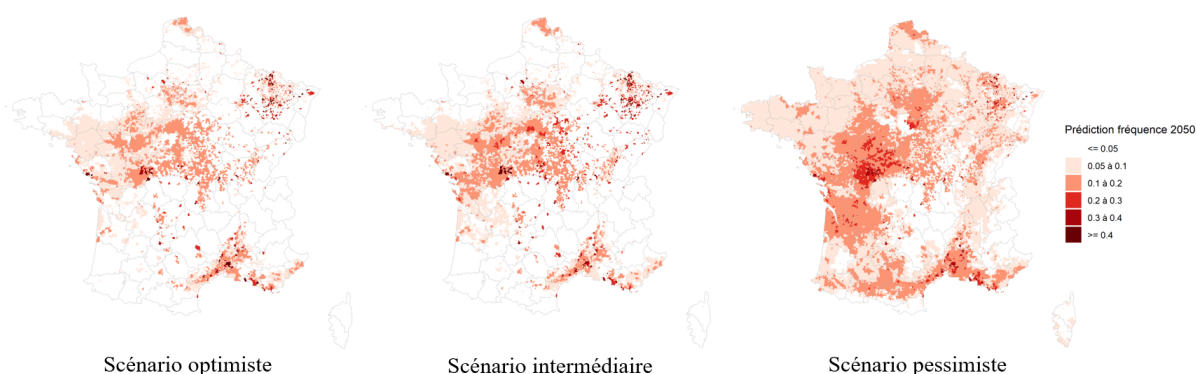 Prédiction fréquence 2050
<= 0.05
0.05 à 0.1
0.1 à 0.2
0.2 à 0.3
0.3 à 0.4
>= 0.4
Scénario optimiste
Scénario intermédiaire
Scénario pessimiste